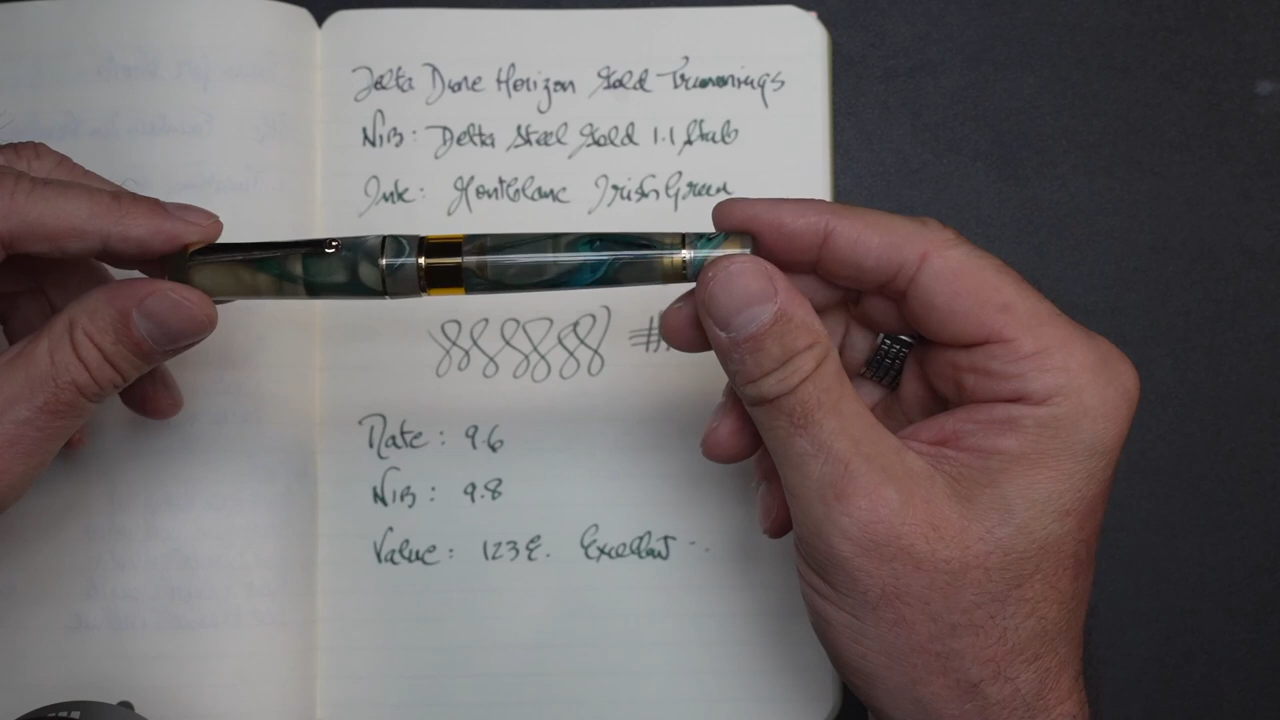 Delta Dune Horizon Gold Trimmings
Nib: Delta Steel Gold 1.1 Stub
Ink: Montblanc Irish Green
888888 #
Rate: 9.6
Nib: 9.8
Value: 123€. Excellent ...